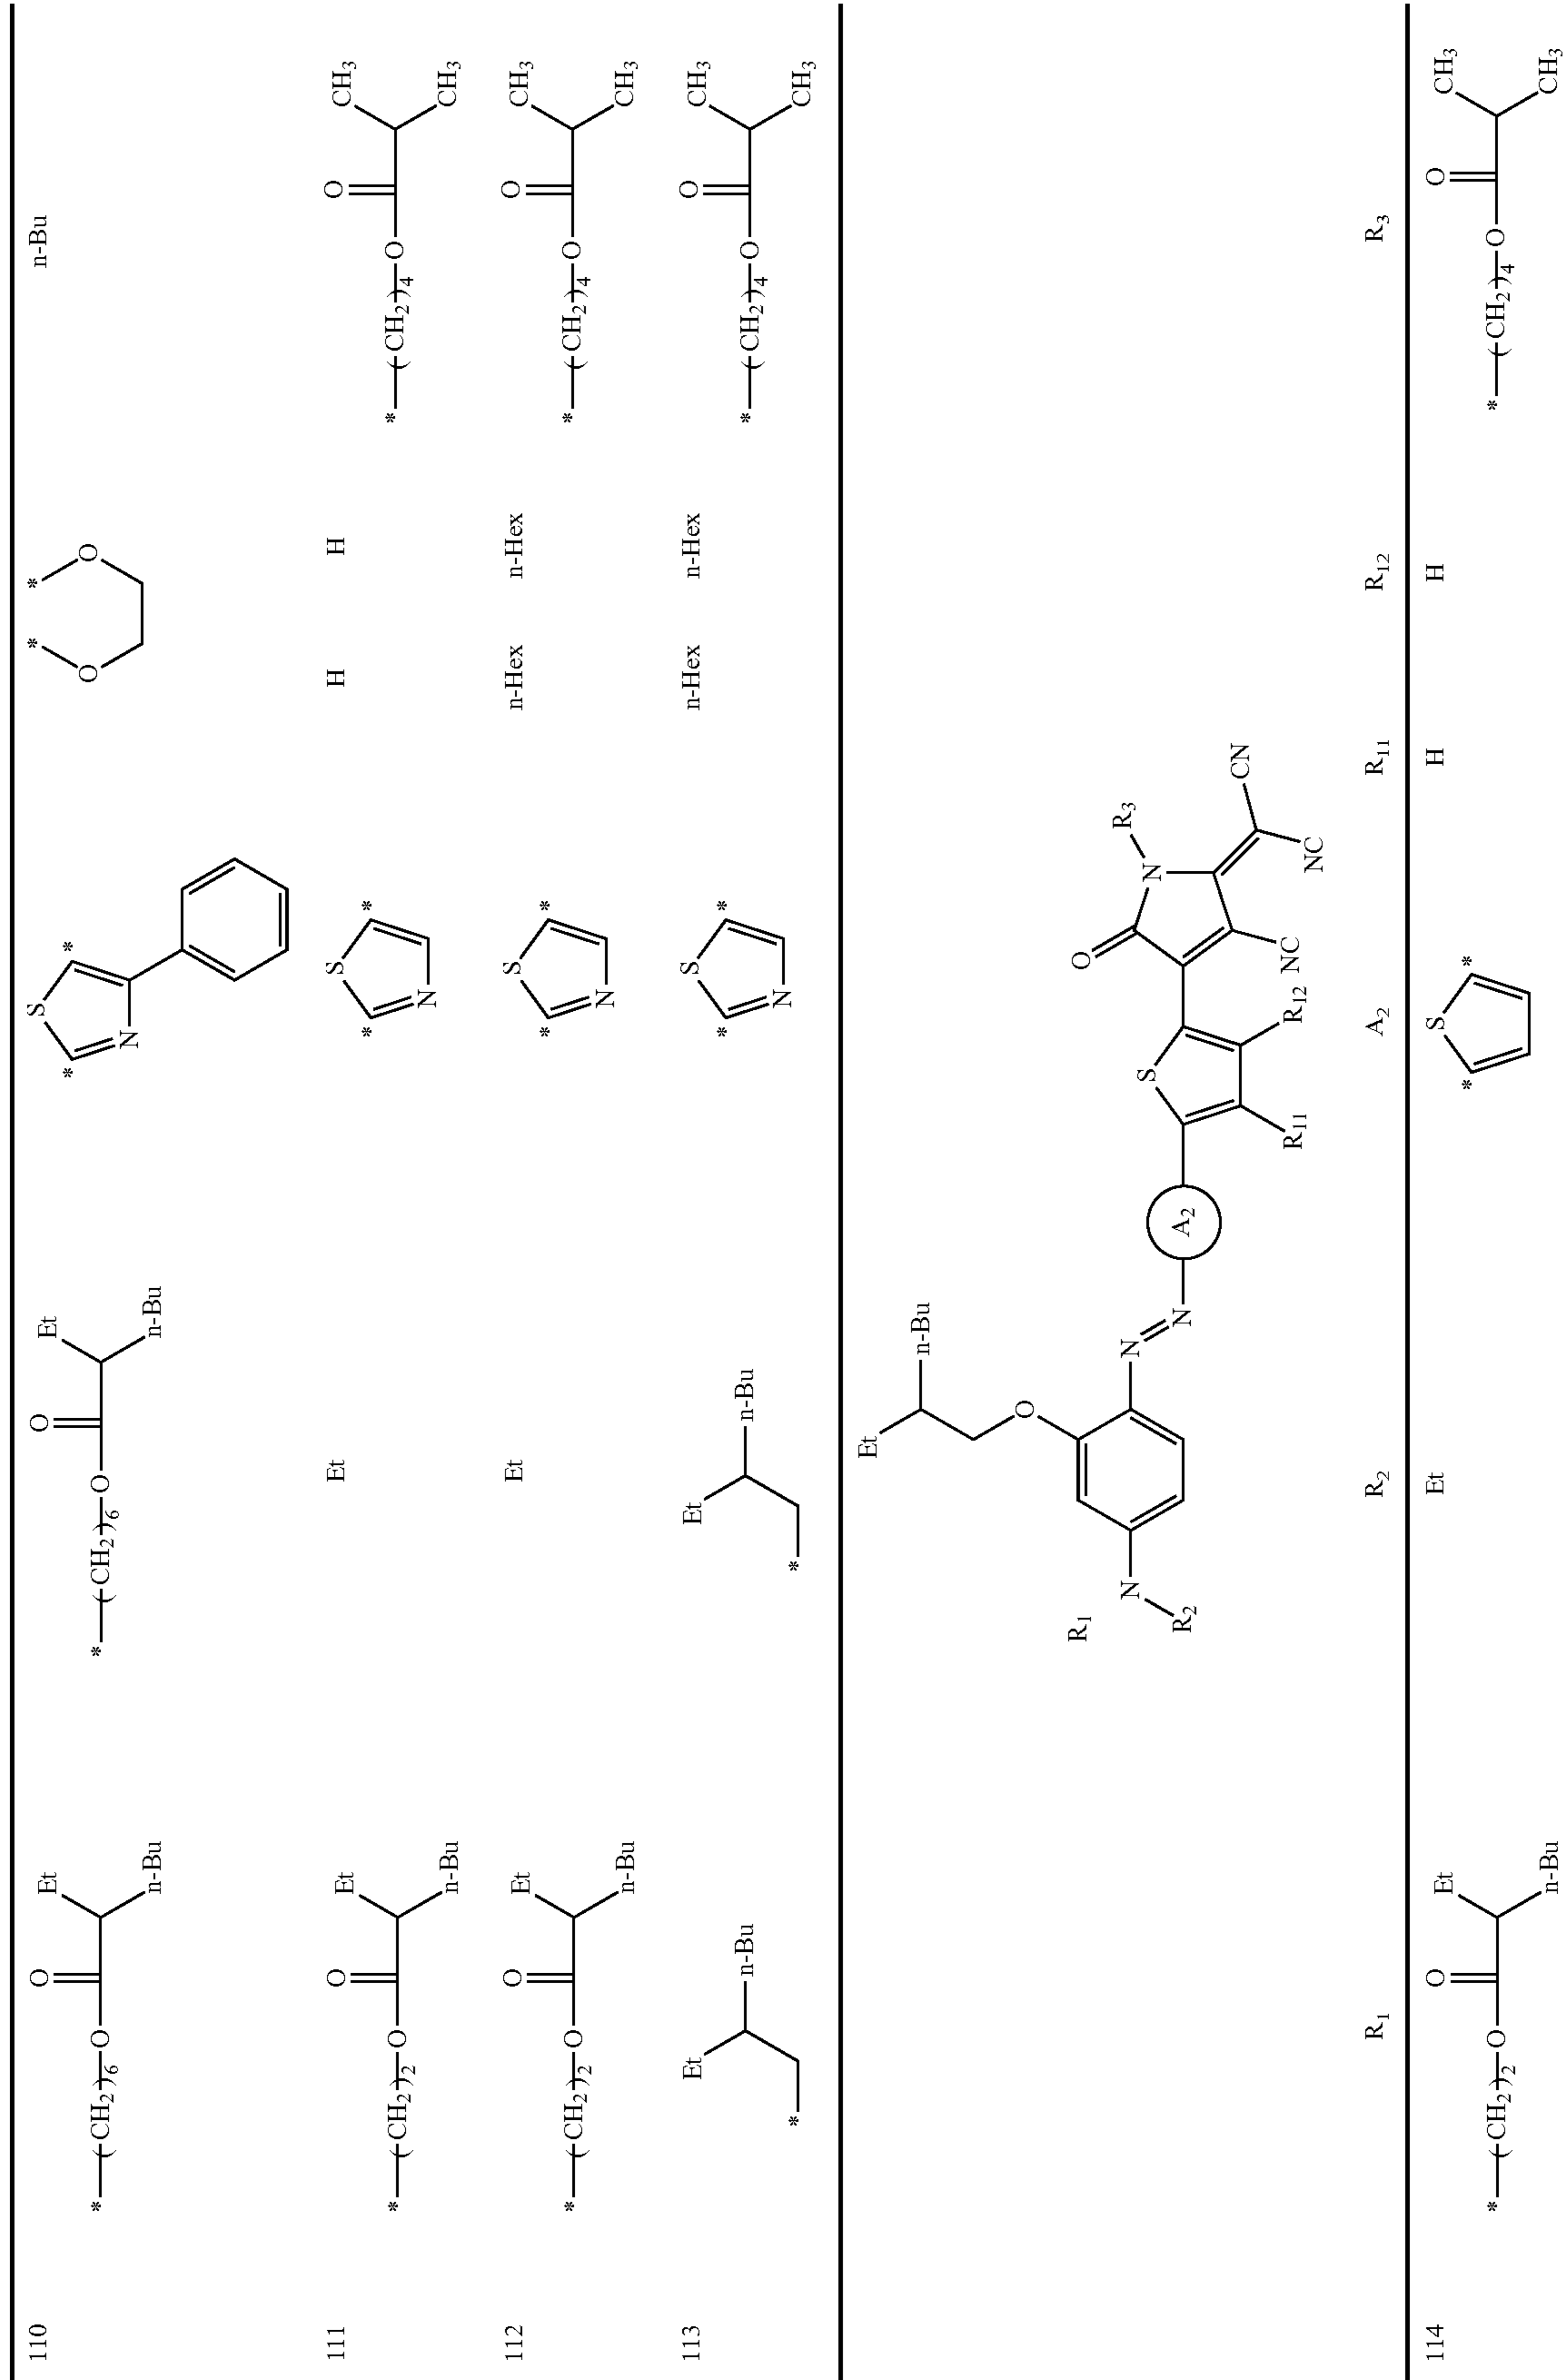 110 *—(CH₂)₆—O O Et n-Bu *—(CH₂)₆—O O Et n-Bu * S * N * * O O n-Bu
111 *—(CH₂)₂—O O Et n-Bu Et * S * N H H *—(CH₂)₄—O O CH₃ CH₃
112 *—(CH₂)₂—O O Et n-Bu Et * S * N n-Hex n-Hex *—(CH₂)₄—O O CH₃ CH₃
113 * Et n-Bu * Et n-Bu * S * N n-Hex n-Hex *—(CH₂)₄—O O CH₃ CH₃
Et n-Bu
O
R₁ N R₂ N=N A₂ S R₁₁ R₁₂ O N R₃ NC NC CN
R₁ R₂ A₂ R₁₁ R₁₂ R₃
114 *—(CH₂)₂—O O Et n-Bu Et * S * H H *—(CH₂)₄—O O CH₃ CH₃